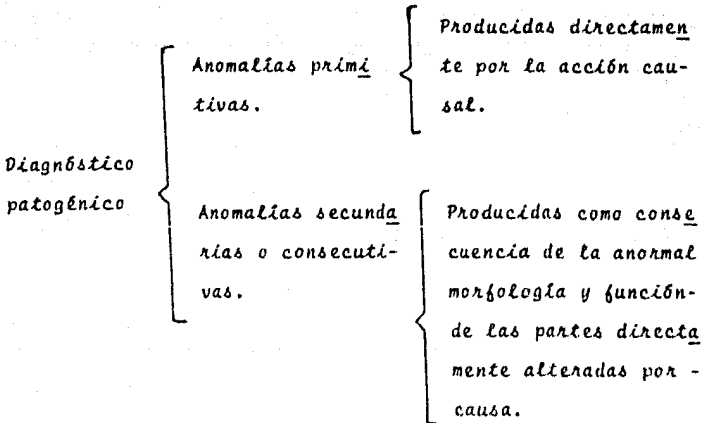 Producidas directamen
te por la acción cau-
sal.
Anomalías primi
tivas.
Diagnóstico
patogénico
Anomalías secunda
rias o consecuti-
vas.
Producidas como conse
cuencia de la anormal
morfología y función-
de las partes directa
mente alteradas por -
causa.